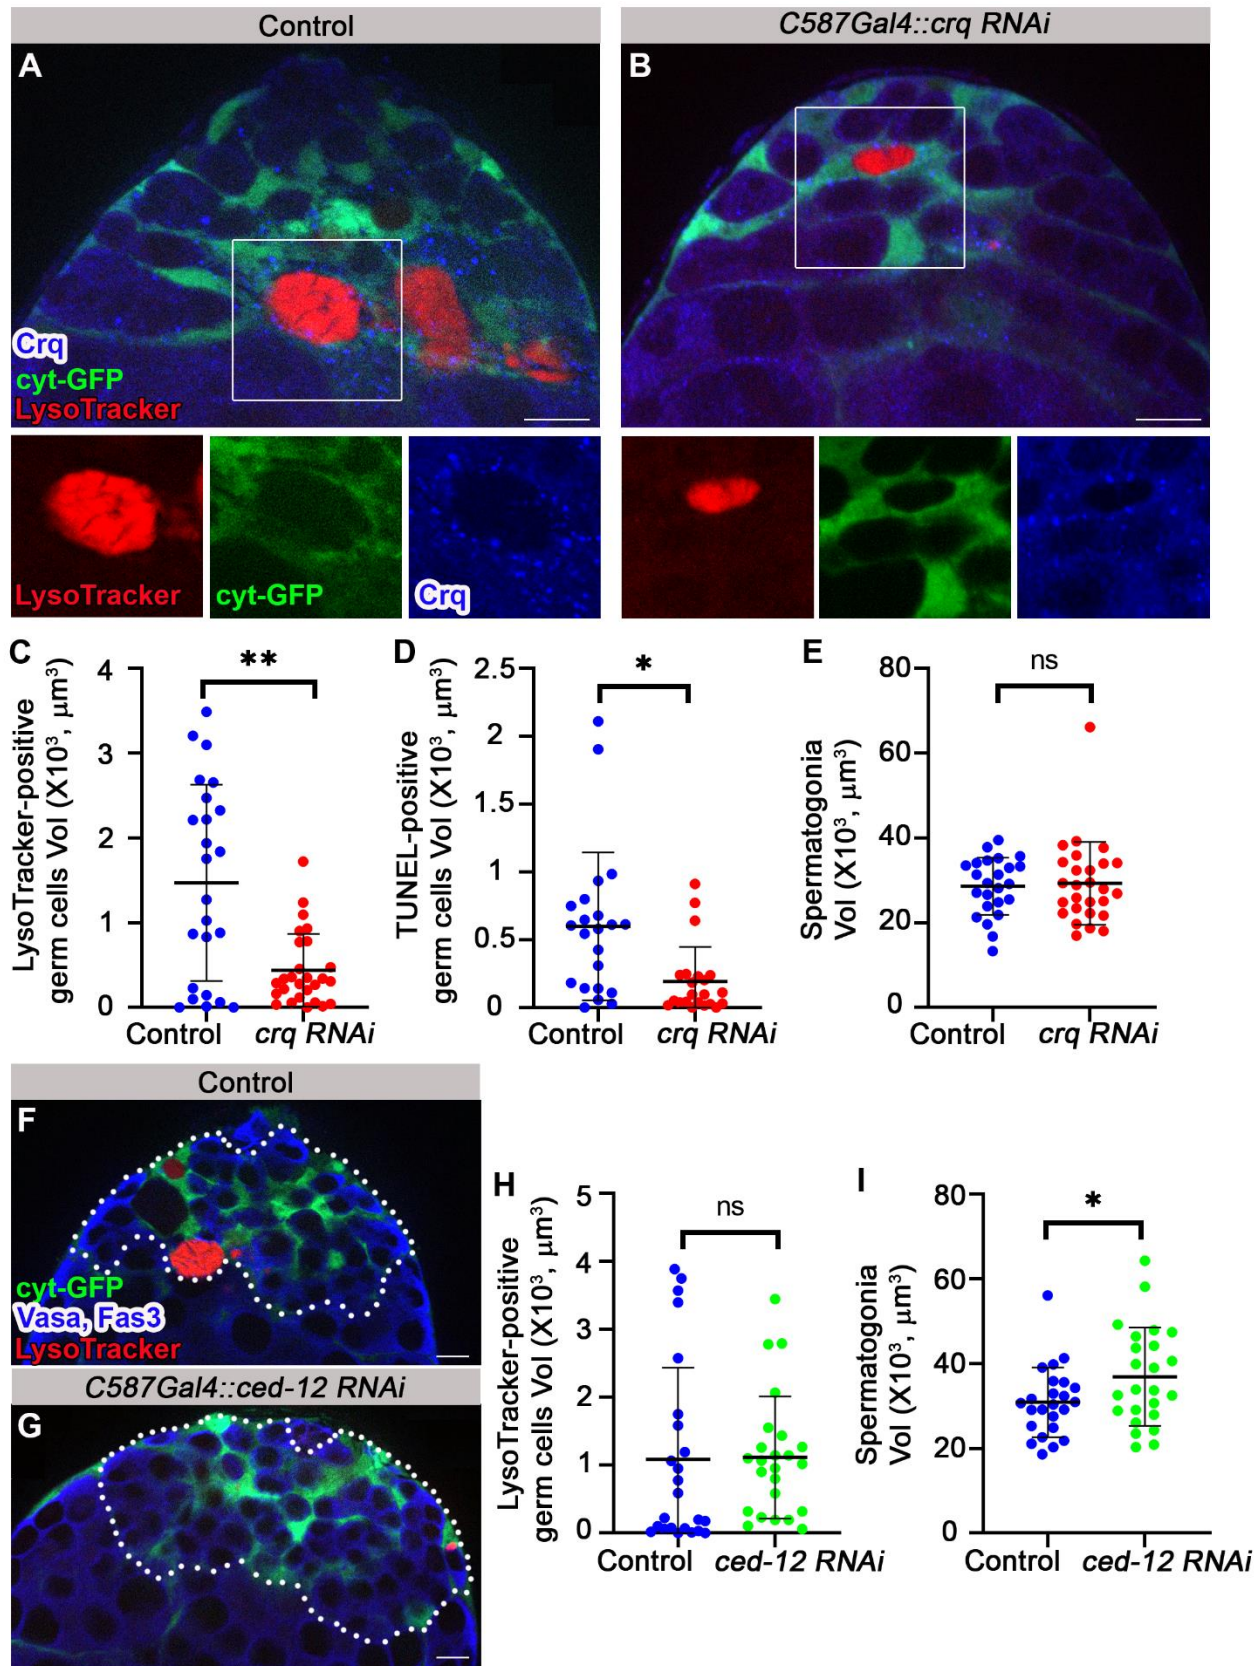 Control
C587Gal4::crq RNAi
A
B
Crq
cyt-GFP
LysoTracker
LysoTracker
cyt-GFP
Crq
C
LysoTracker-positive
germ cells Vol (X10³, μm³)
4
3
2
1
0
**
Control
crq RNAi
D
TUNEL-positive
germ cells Vol (X10³, μm³)
2.5
2
1.5
1
0.5
0
*
Control
crq RNAi
E
Spermatogonia
Vol (X10³, μm³)
80
60
40
20
0
ns
Control
crq RNAi
Control
F
cyt-GFP
Vasa, Fas3
LysoTracker
C587Gal4::ced-12 RNAi
G
H
LysoTracker-positive
germ cells Vol (X10³, μm³)
5
4
3
2
1
0
ns
Control
ced-12 RNAi
I
Spermatogonia
Vol (X10³, μm³)
80
60
40
20
0
*
Control
ced-12 RNAi